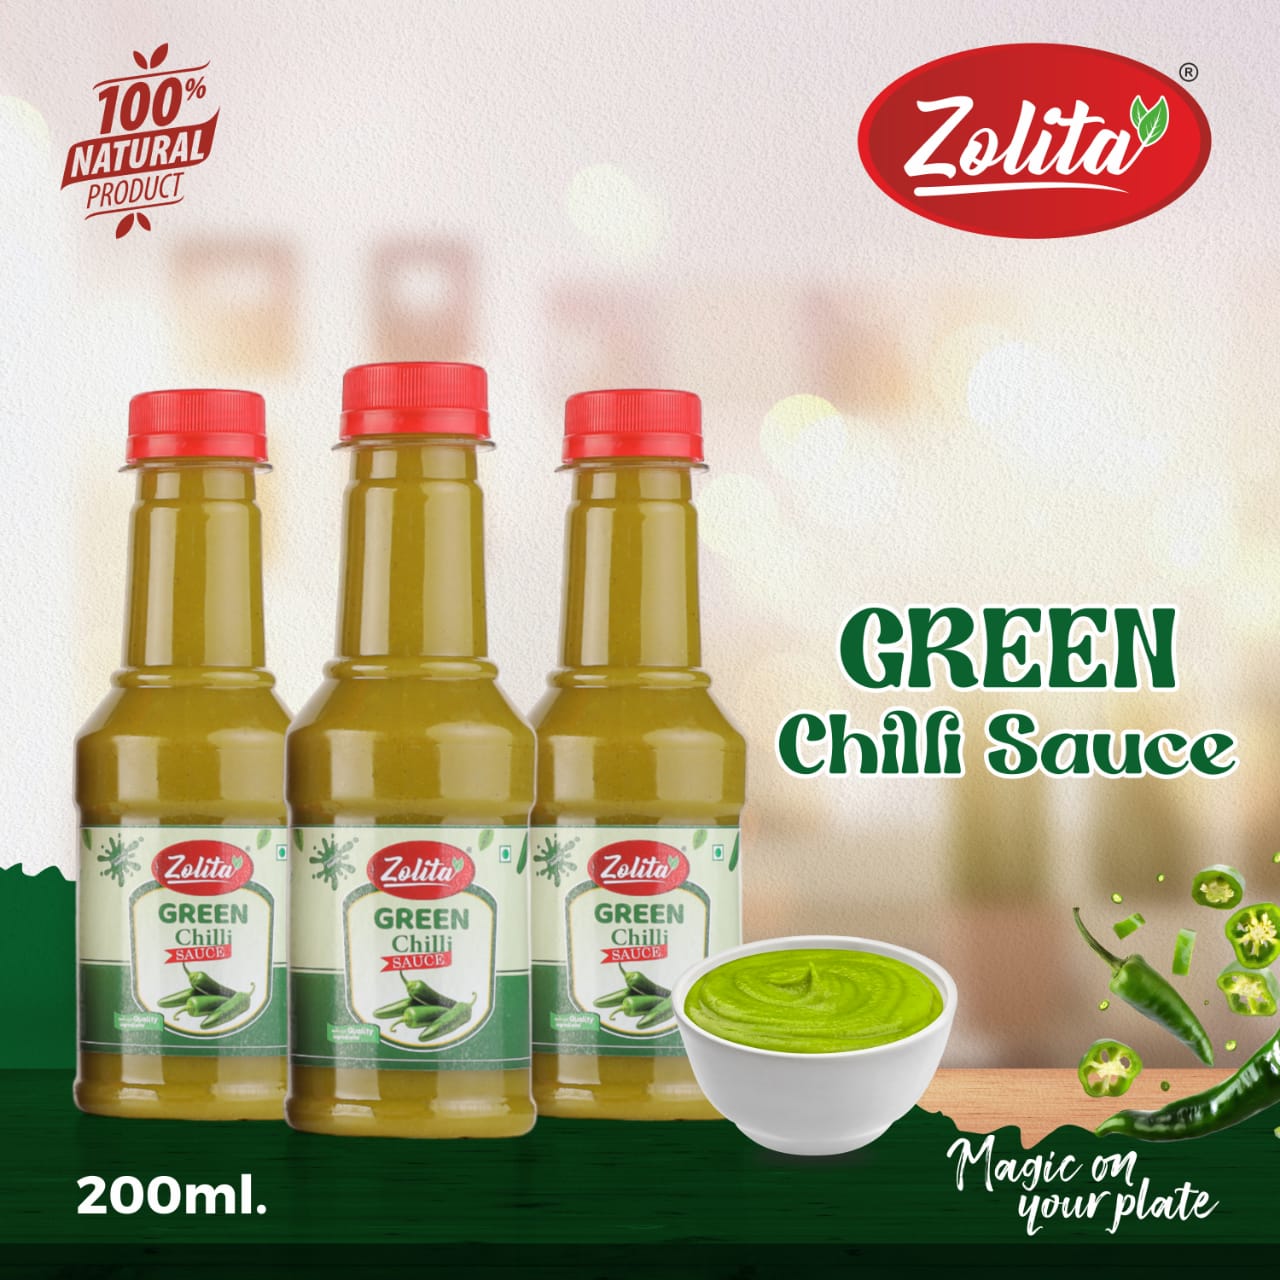 100%
NATURAL
PRODUCT
Zolita
®
GREEN
Chilli Sauce
Zolita
GREEN
Chilli
SAUCE
Zolita
GREEN
Chilli
SAUCE
Quality
Zolita
GREEN
Chilli
SAUCE
200ml.
Magic on
your plate